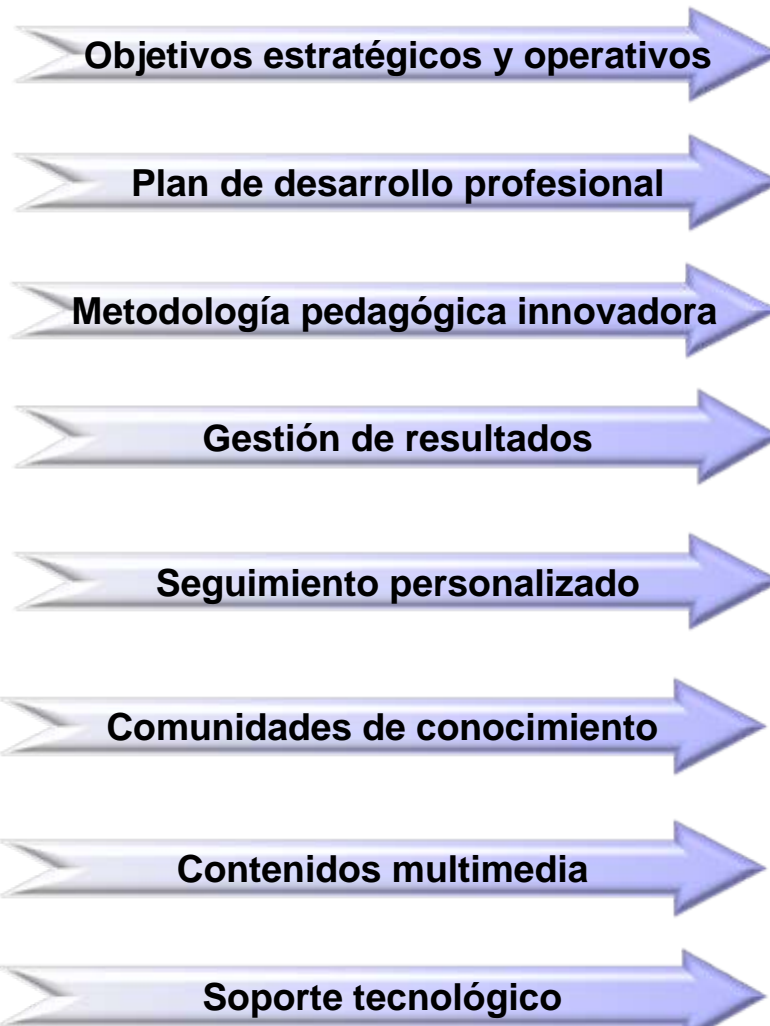 Objetivos estratégicos y operativos
Plan de desarrollo profesional
Metodología pedagógica innovadora
Gestión de resultados
Seguimiento personalizado
Comunidades de conocimiento
Contenidos multimedia
Soporte tecnológico